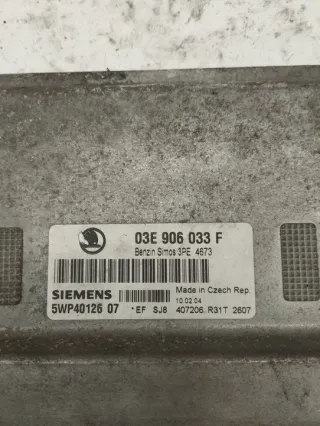 03E 906 033 F
Benzin Simos 3PE 4673
SIEMENS
Made in Czech Rep.
10.02.04
5WP40126 07
*EF SJ8 407206 R31T 2607